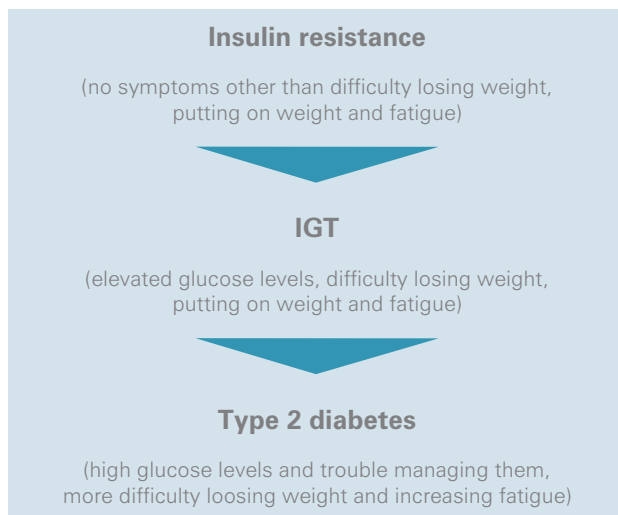 Insulin resistance
(no symptoms other than difficulty losing weight,
putting on weight and fatigue)
IGT
(elevated glucose levels, difficulty losing weight,
putting on weight and fatigue)
Type 2 diabetes
(high glucose levels and trouble managing them,
more difficulty loosing weight and increasing fatigue)